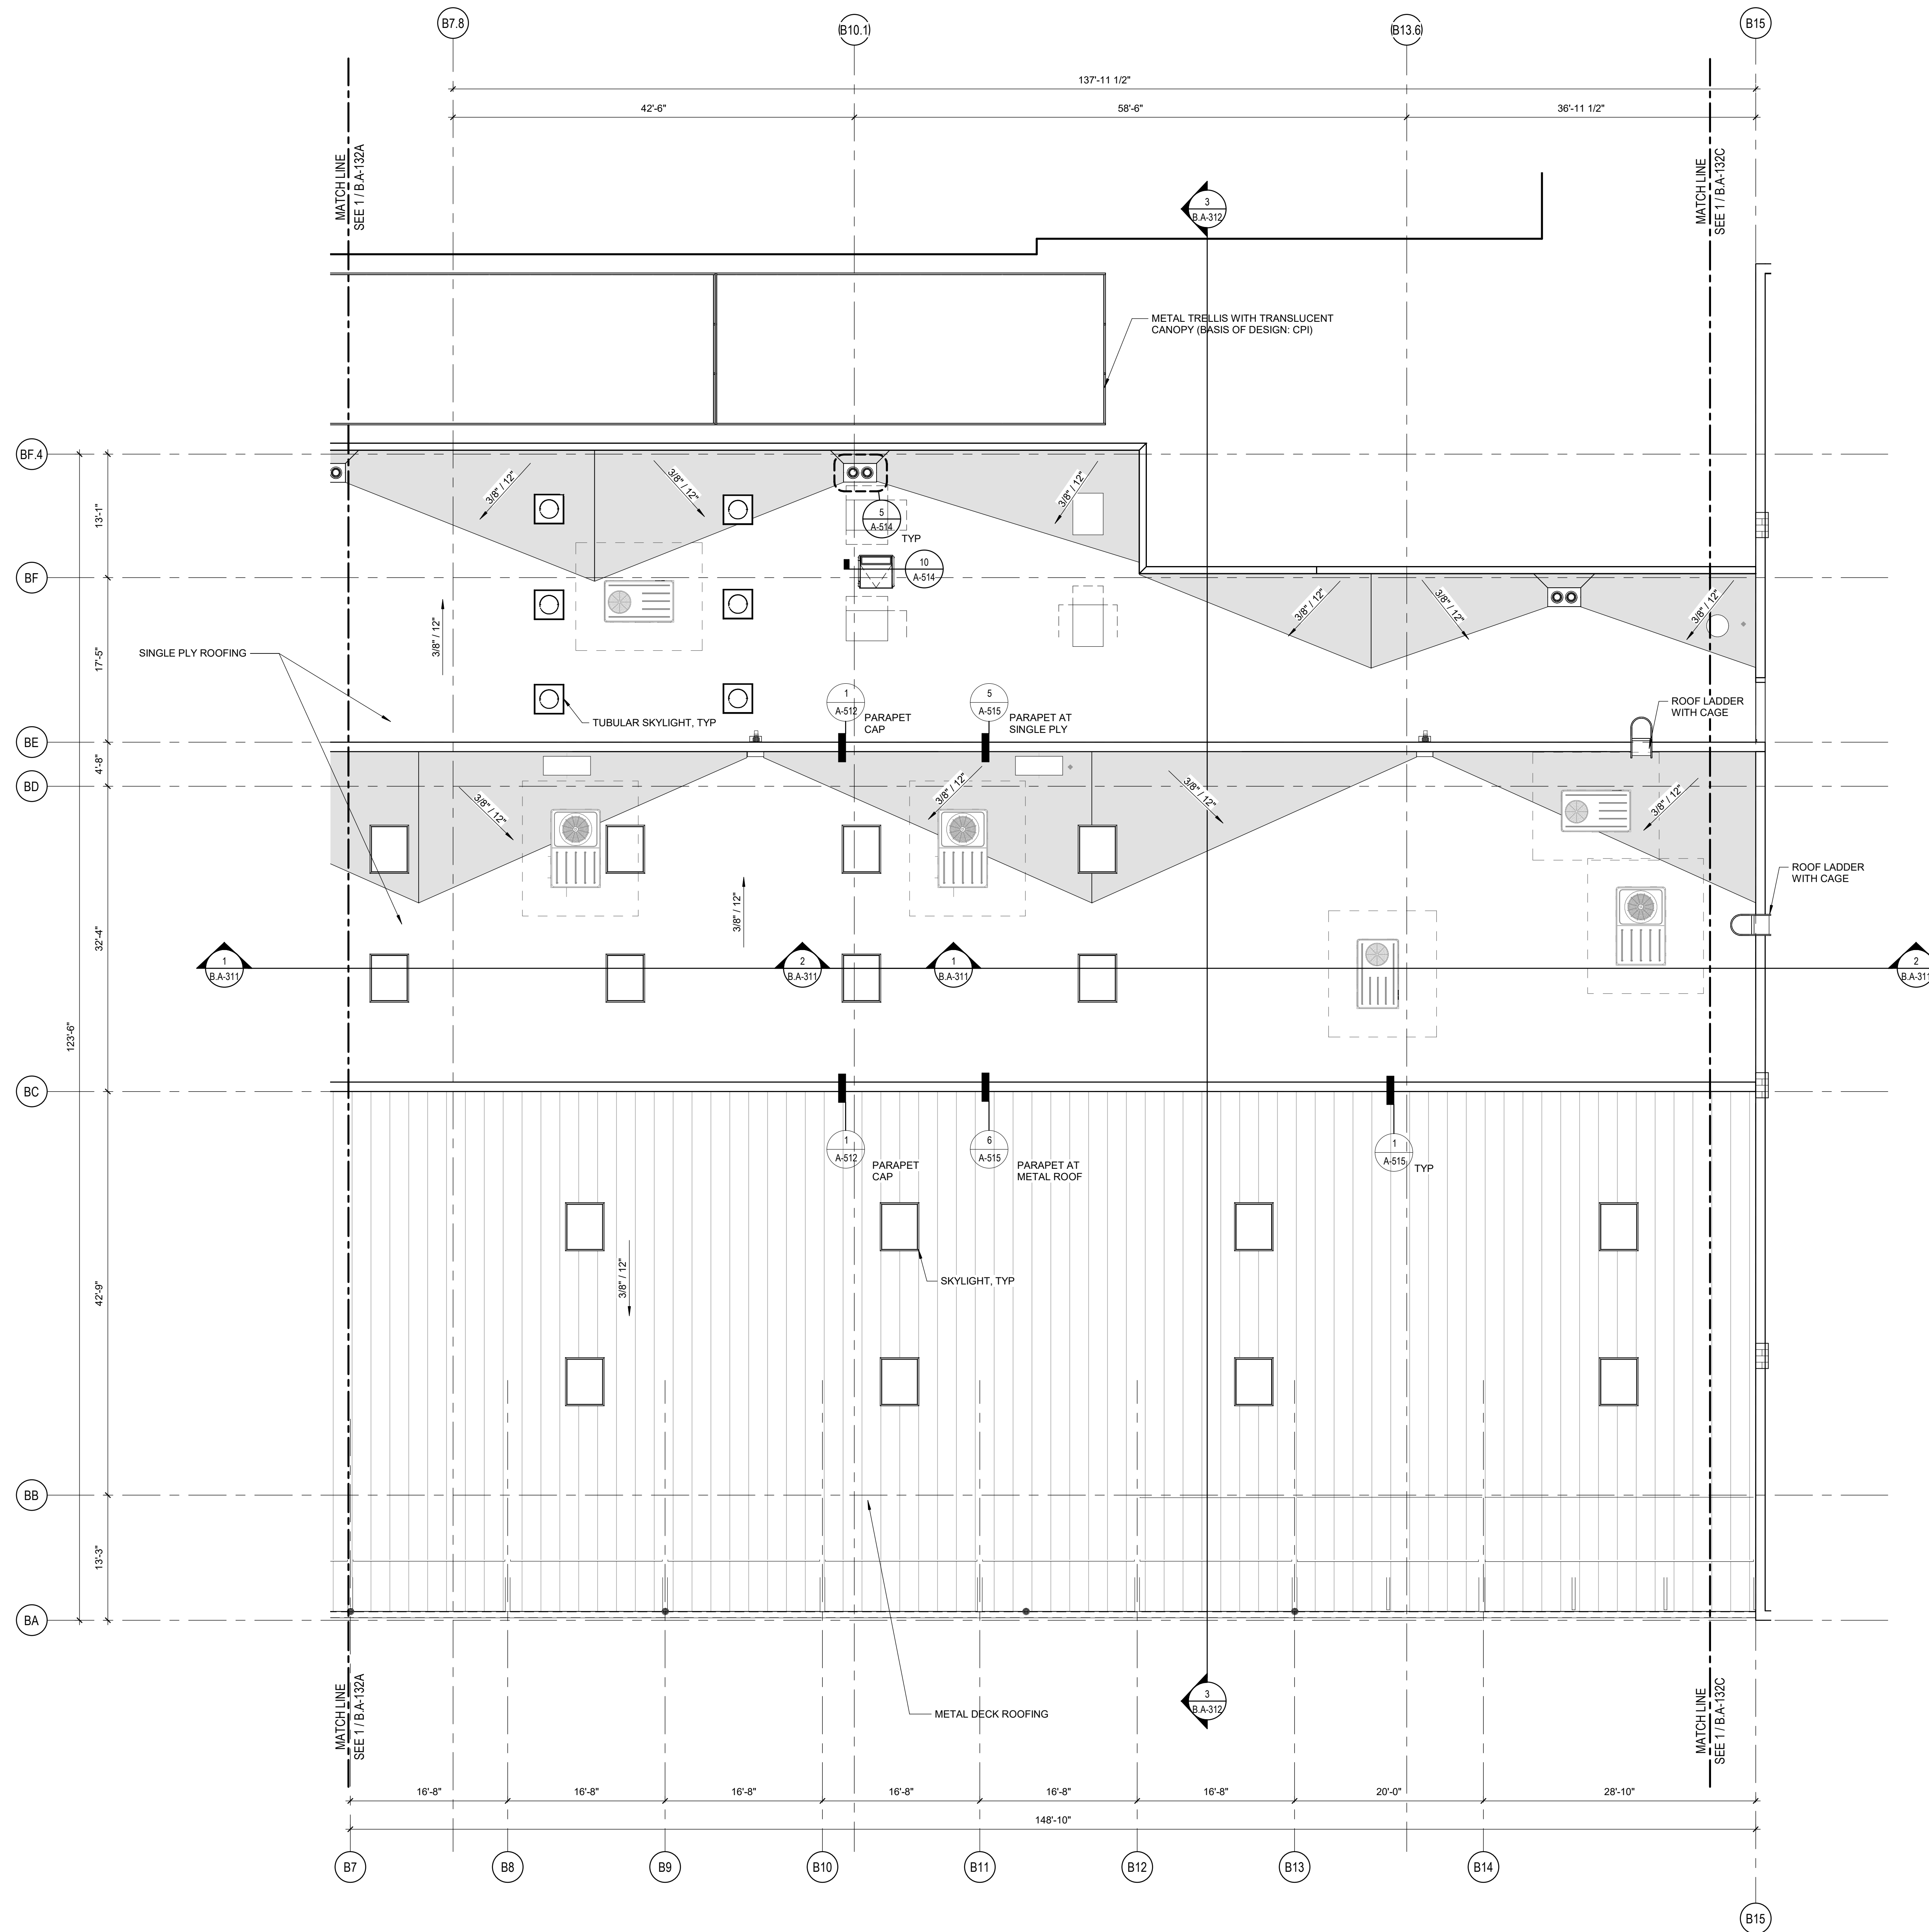 B7.8
B10.1
B13.6
B15
137'-11 1/2"
42'-6"
58'-6"
36'-11 1/2"
MATCH LINE
SEE 1 / B.A-132A
MATCH LINE
SEE 1 / B.A-132C
3
B.A-312
METAL TRELLIS WITH TRANSLUCENT
CANOPY (BASIS OF DESIGN: CPI)
BF.4
3/8" / 12"
3/8" / 12"
3/8" / 12"
13'-1"
5
A-514
TYP
10
A-514
BF
3/8" / 12"
3/8" / 12"
3/8" / 12"
3/8" / 12"
17'-5"
SINGLE PLY ROOFING
1
A-512
PARAPET
CAP
5
A-515
PARAPET AT
SINGLE PLY
ROOF LADDER
WITH CAGE
TUBULAR SKYLIGHT, TYP
BE
4'-8"
BD
3/8" / 12"
3/8" / 12"
3/8" / 12"
3/8" / 12"
ROOF LADDER
WITH CAGE
3/8" / 12"
32'-4"
1
B.A-311
2
B.A-311
1
B.A-311
2
B.A-311
123'-6"
BC
1
A-512
PARAPET
CAP
6
A-515
PARAPET AT
METAL ROOF
1
A-515
TYP
3/8" / 12"
SKYLIGHT, TYP
42'-9"
BB
13'-3"
BA
MATCH LINE
SEE 1 / B.A-132A
METAL DECK ROOFING
3
B.A-312
MATCH LINE
SEE 1 / B.A-132C
16'-8"
16'-8"
16'-8"
16'-8"
16'-8"
16'-8"
20'-0"
28'-10"
148'-10"
B7
B8
B9
B10
B11
B12
B13
B14
B15